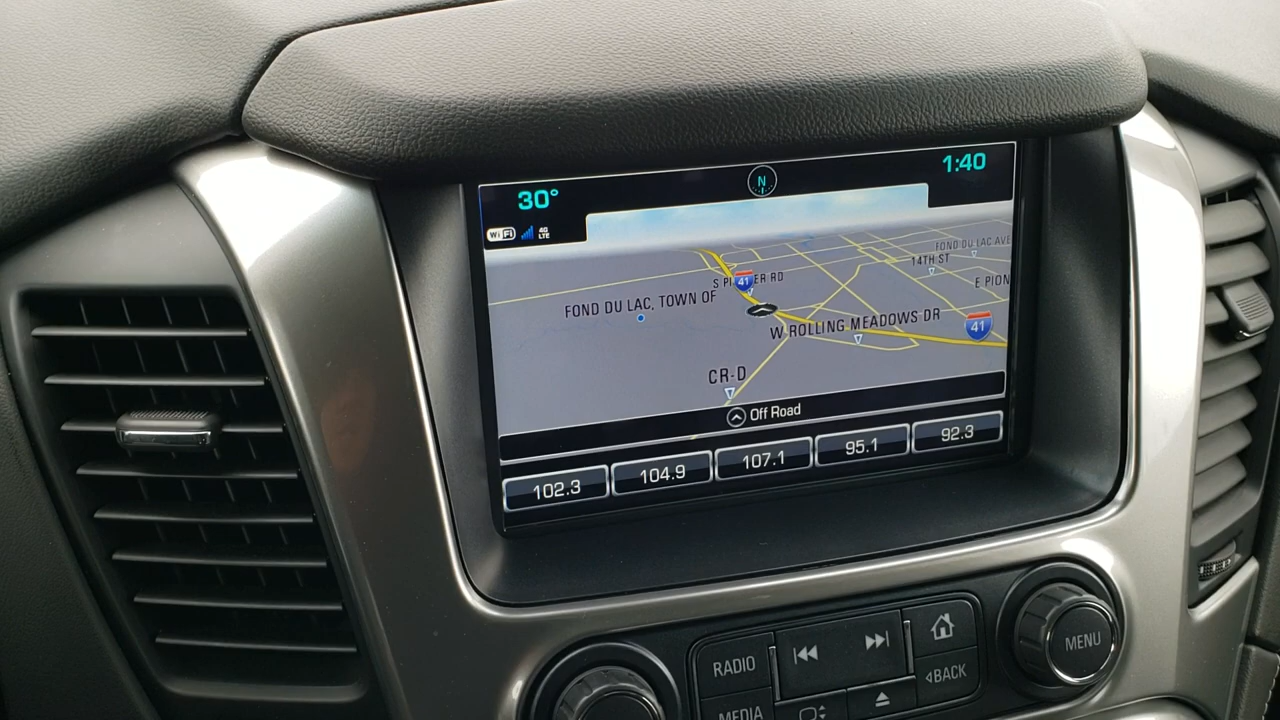 30°
N
1:40
WiFi
4G
LTE
FOND DU LAC AVE
14TH ST
41
ER RD
E PION
FOND DU LAC, TOWN OF
W ROLLING MEADOWS DR
41
CR-D
Off Road
102.3
104.9
107.1
95.1
92.3
RADIO
MENU
BACK
MEDIA